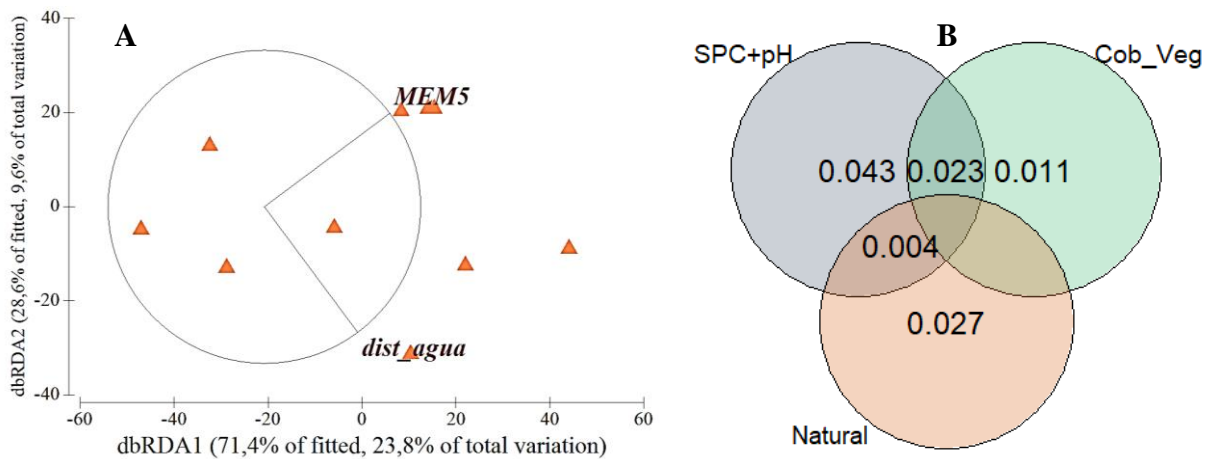 A
40
20
0
-20
-40
-60
-40
-20
0
20
40
60
dbRDA2 (28,6% of fitted, 9,6% of total variation)
dbRDA1 (71,4% of fitted, 23,8% of total variation)
MEM5
dist_agua
B
SPC+pH
Cob_Veg
0.043
0.023
0.011
0.004
0.027
Natural